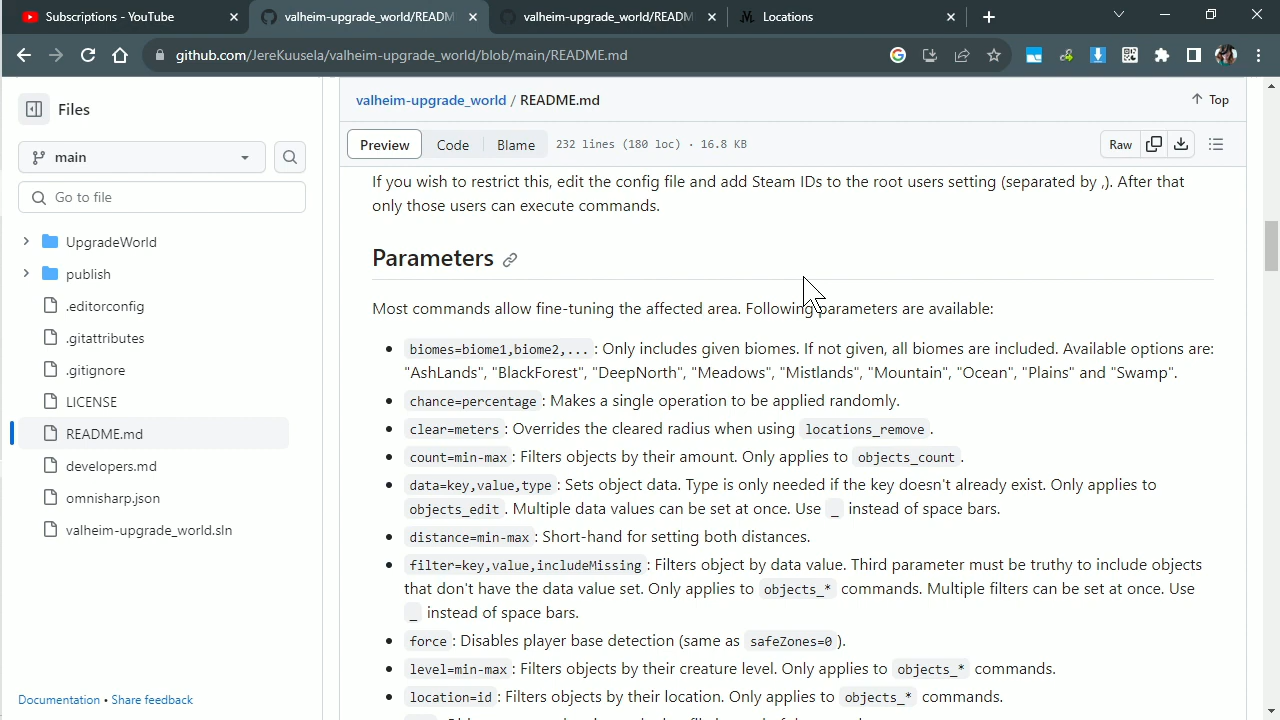 Subscriptions - YouTube
valheim-upgrade_world/READM
valheim-upgrade_world/READM
Locations
github.com/JereKuusela/valheim-upgrade_world/blob/main/README.md
Files
valheim-upgrade_world / README.md
Top
main
Preview
Code
Blame
232 lines (180 loc) · 16.8 KB
Raw
Go to file
UpgradeWorld
publish
.editorconfig
.gitattributes
.gitignore
LICENSE
README.md
developers.md
omnisharp.json
valheim-upgrade_world.sln
Documentation • Share feedback
If you wish to restrict this, edit the config file and add Steam IDs to the root users setting (separated by ,). After that
only those users can execute commands.
Parameters
Most commands allow fine-tuning the affected area. Following parameters are available:
• biomes=biome1,biome2,... : Only includes given biomes. If not given, all biomes are included. Available options are:
"AshLands", "BlackForest", "DeepNorth", "Meadows", "Mistlands", "Mountain", "Ocean", "Plains" and "Swamp".
• chance=percentage : Makes a single operation to be applied randomly.
• clear=meters : Overrides the cleared radius when using locations_remove .
• count=min-max : Filters objects by their amount. Only applies to objects_count .
• data=key,value,type : Sets object data. Type is only needed if the key doesn't already exist. Only applies to
objects_edit . Multiple data values can be set at once. Use _ instead of space bars.
• distance=min-max : Short-hand for setting both distances.
• filter=key,value,includeMissing : Filters object by data value. Third parameter must be truthy to include objects
that don't have the data value set. Only applies to objects_* commands. Multiple filters can be set at once. Use
_ instead of space bars.
• force : Disables player base detection (same as safeZones=0 ).
• level=min-max : Filters objects by their creature level. Only applies to objects_* commands.
• location=id : Filters objects by their location. Only applies to objects_* commands.